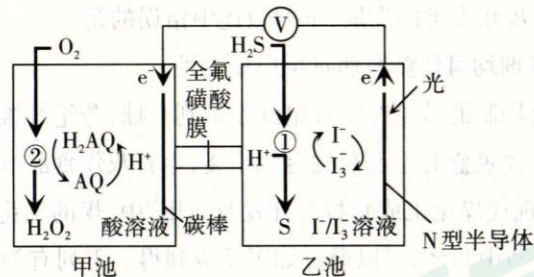 V
O₂
H₂S
e⁻
全氟磺酸膜
e⁻
光
②
H₂AQ
AQ
H⁺
H⁺
①
I⁻
I₃⁻
H₂O₂
酸溶液
碳棒
S
I⁻/I₃⁻溶液
N型半导体
甲池
乙池